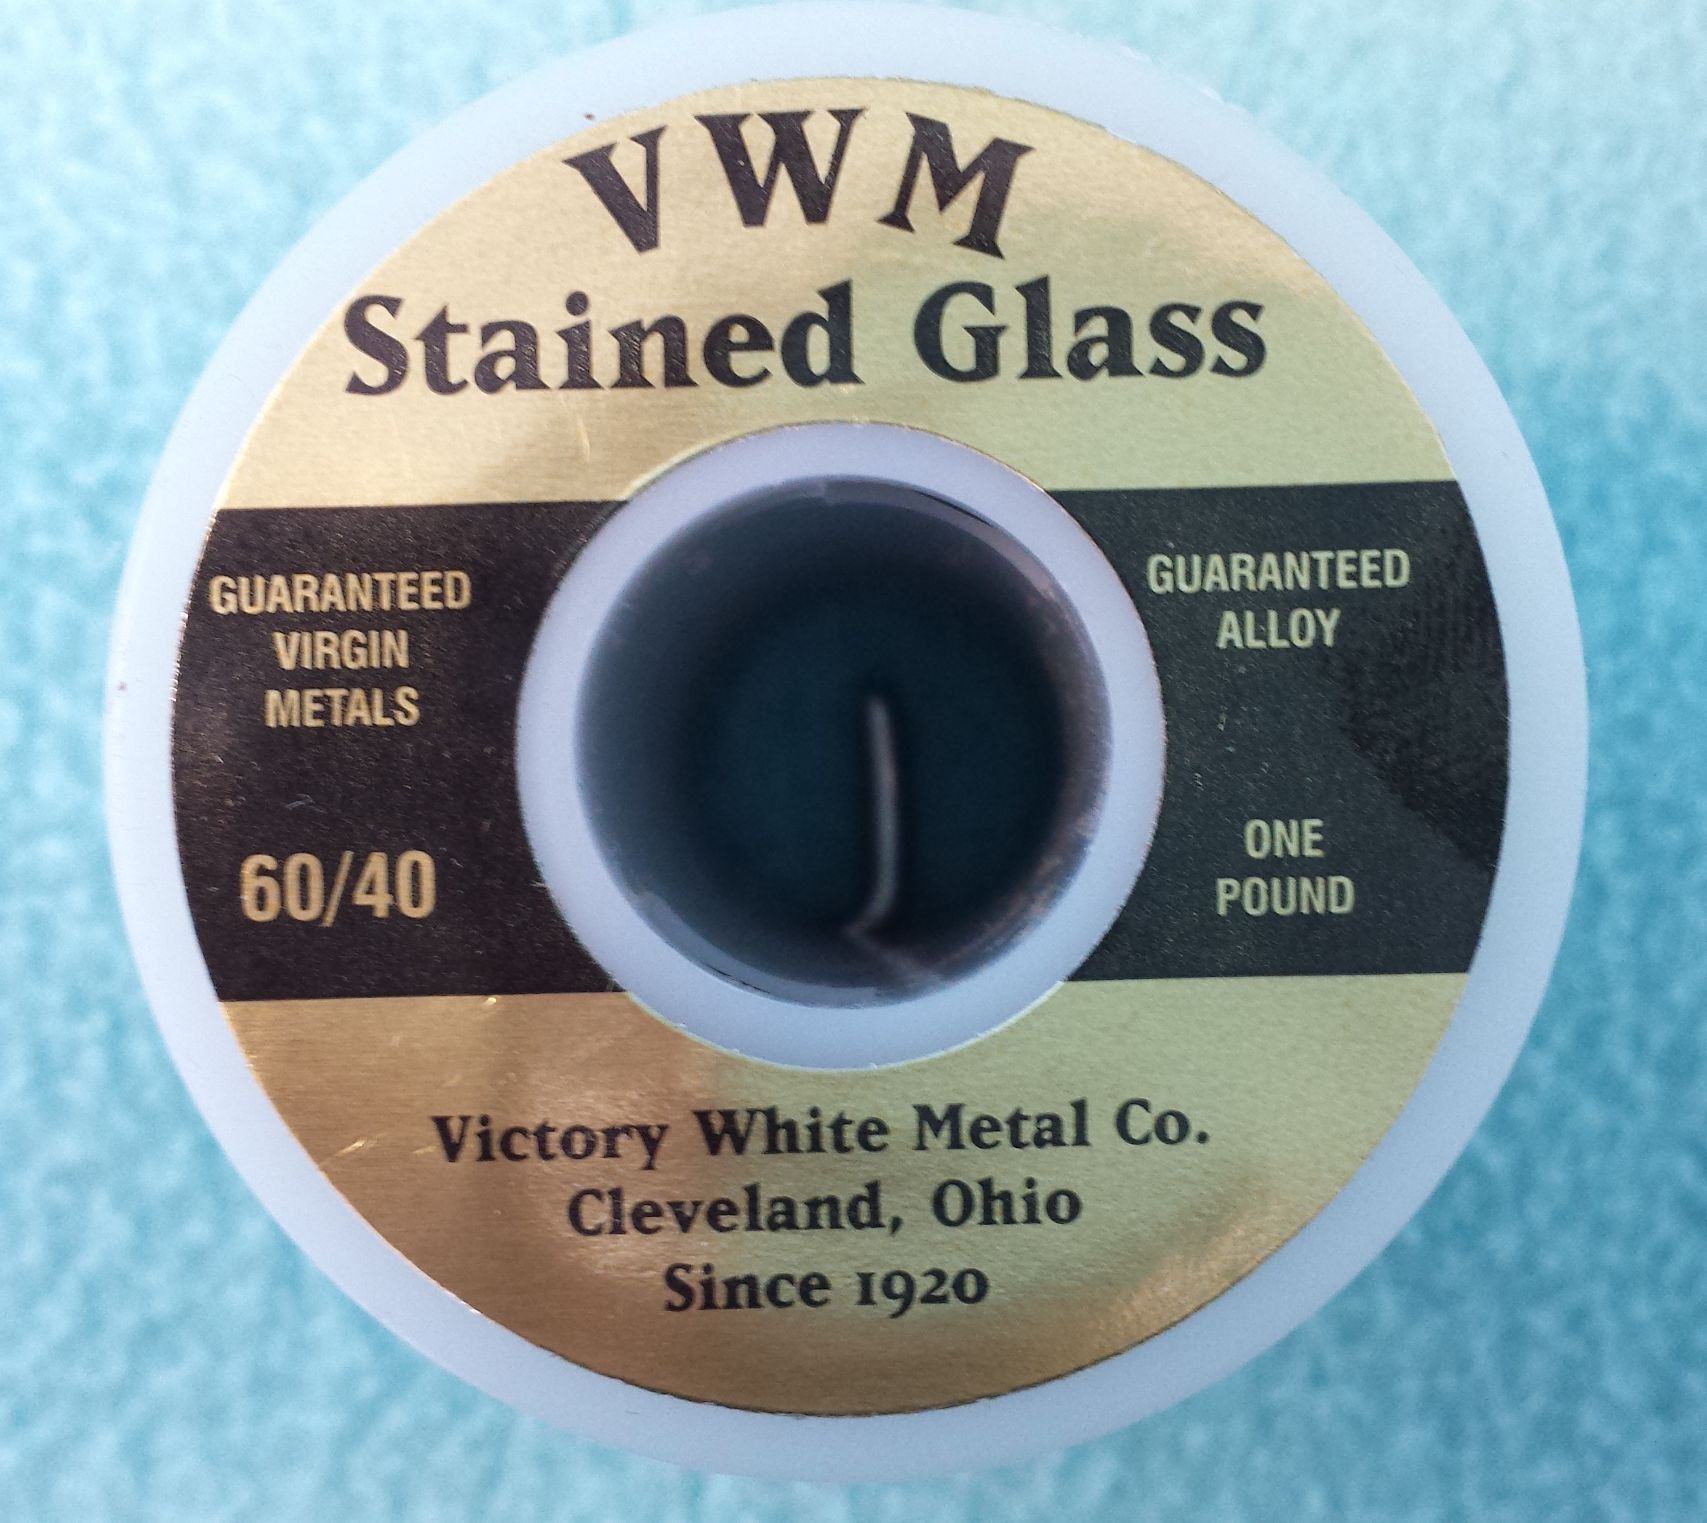 VWM
Stained Glass
GUARANTEED
VIRGIN
METALS
60/40
GUARANTEED
ALLOY
ONE
POUND
Victory White Metal Co.
Cleveland, Ohio
Since 1920